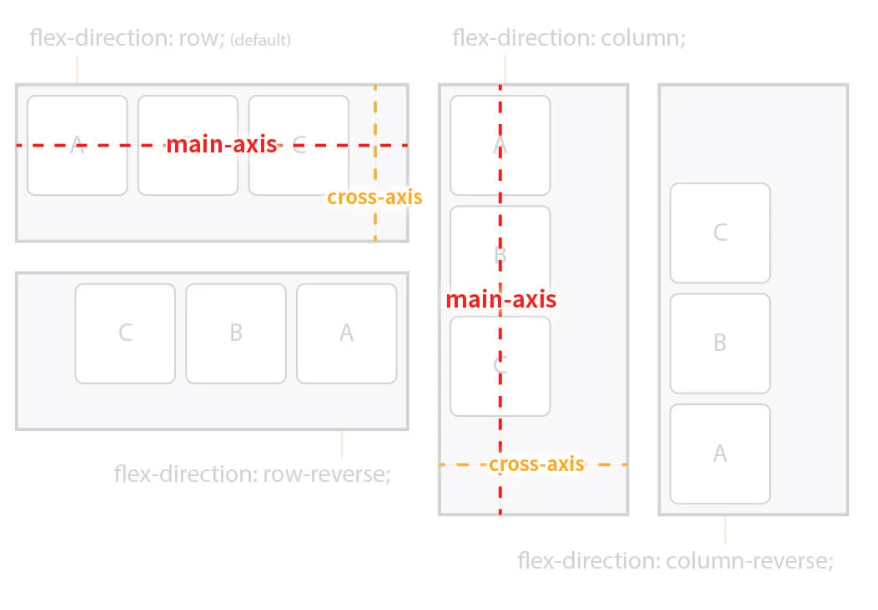 flex-direction: row; (default)
A
C
main-axis
cross-axis
C
B
A
flex-direction: row-reverse;
flex-direction: column;
A
B
main-axis
C
cross-axis
C
B
A
flex-direction: column-reverse;